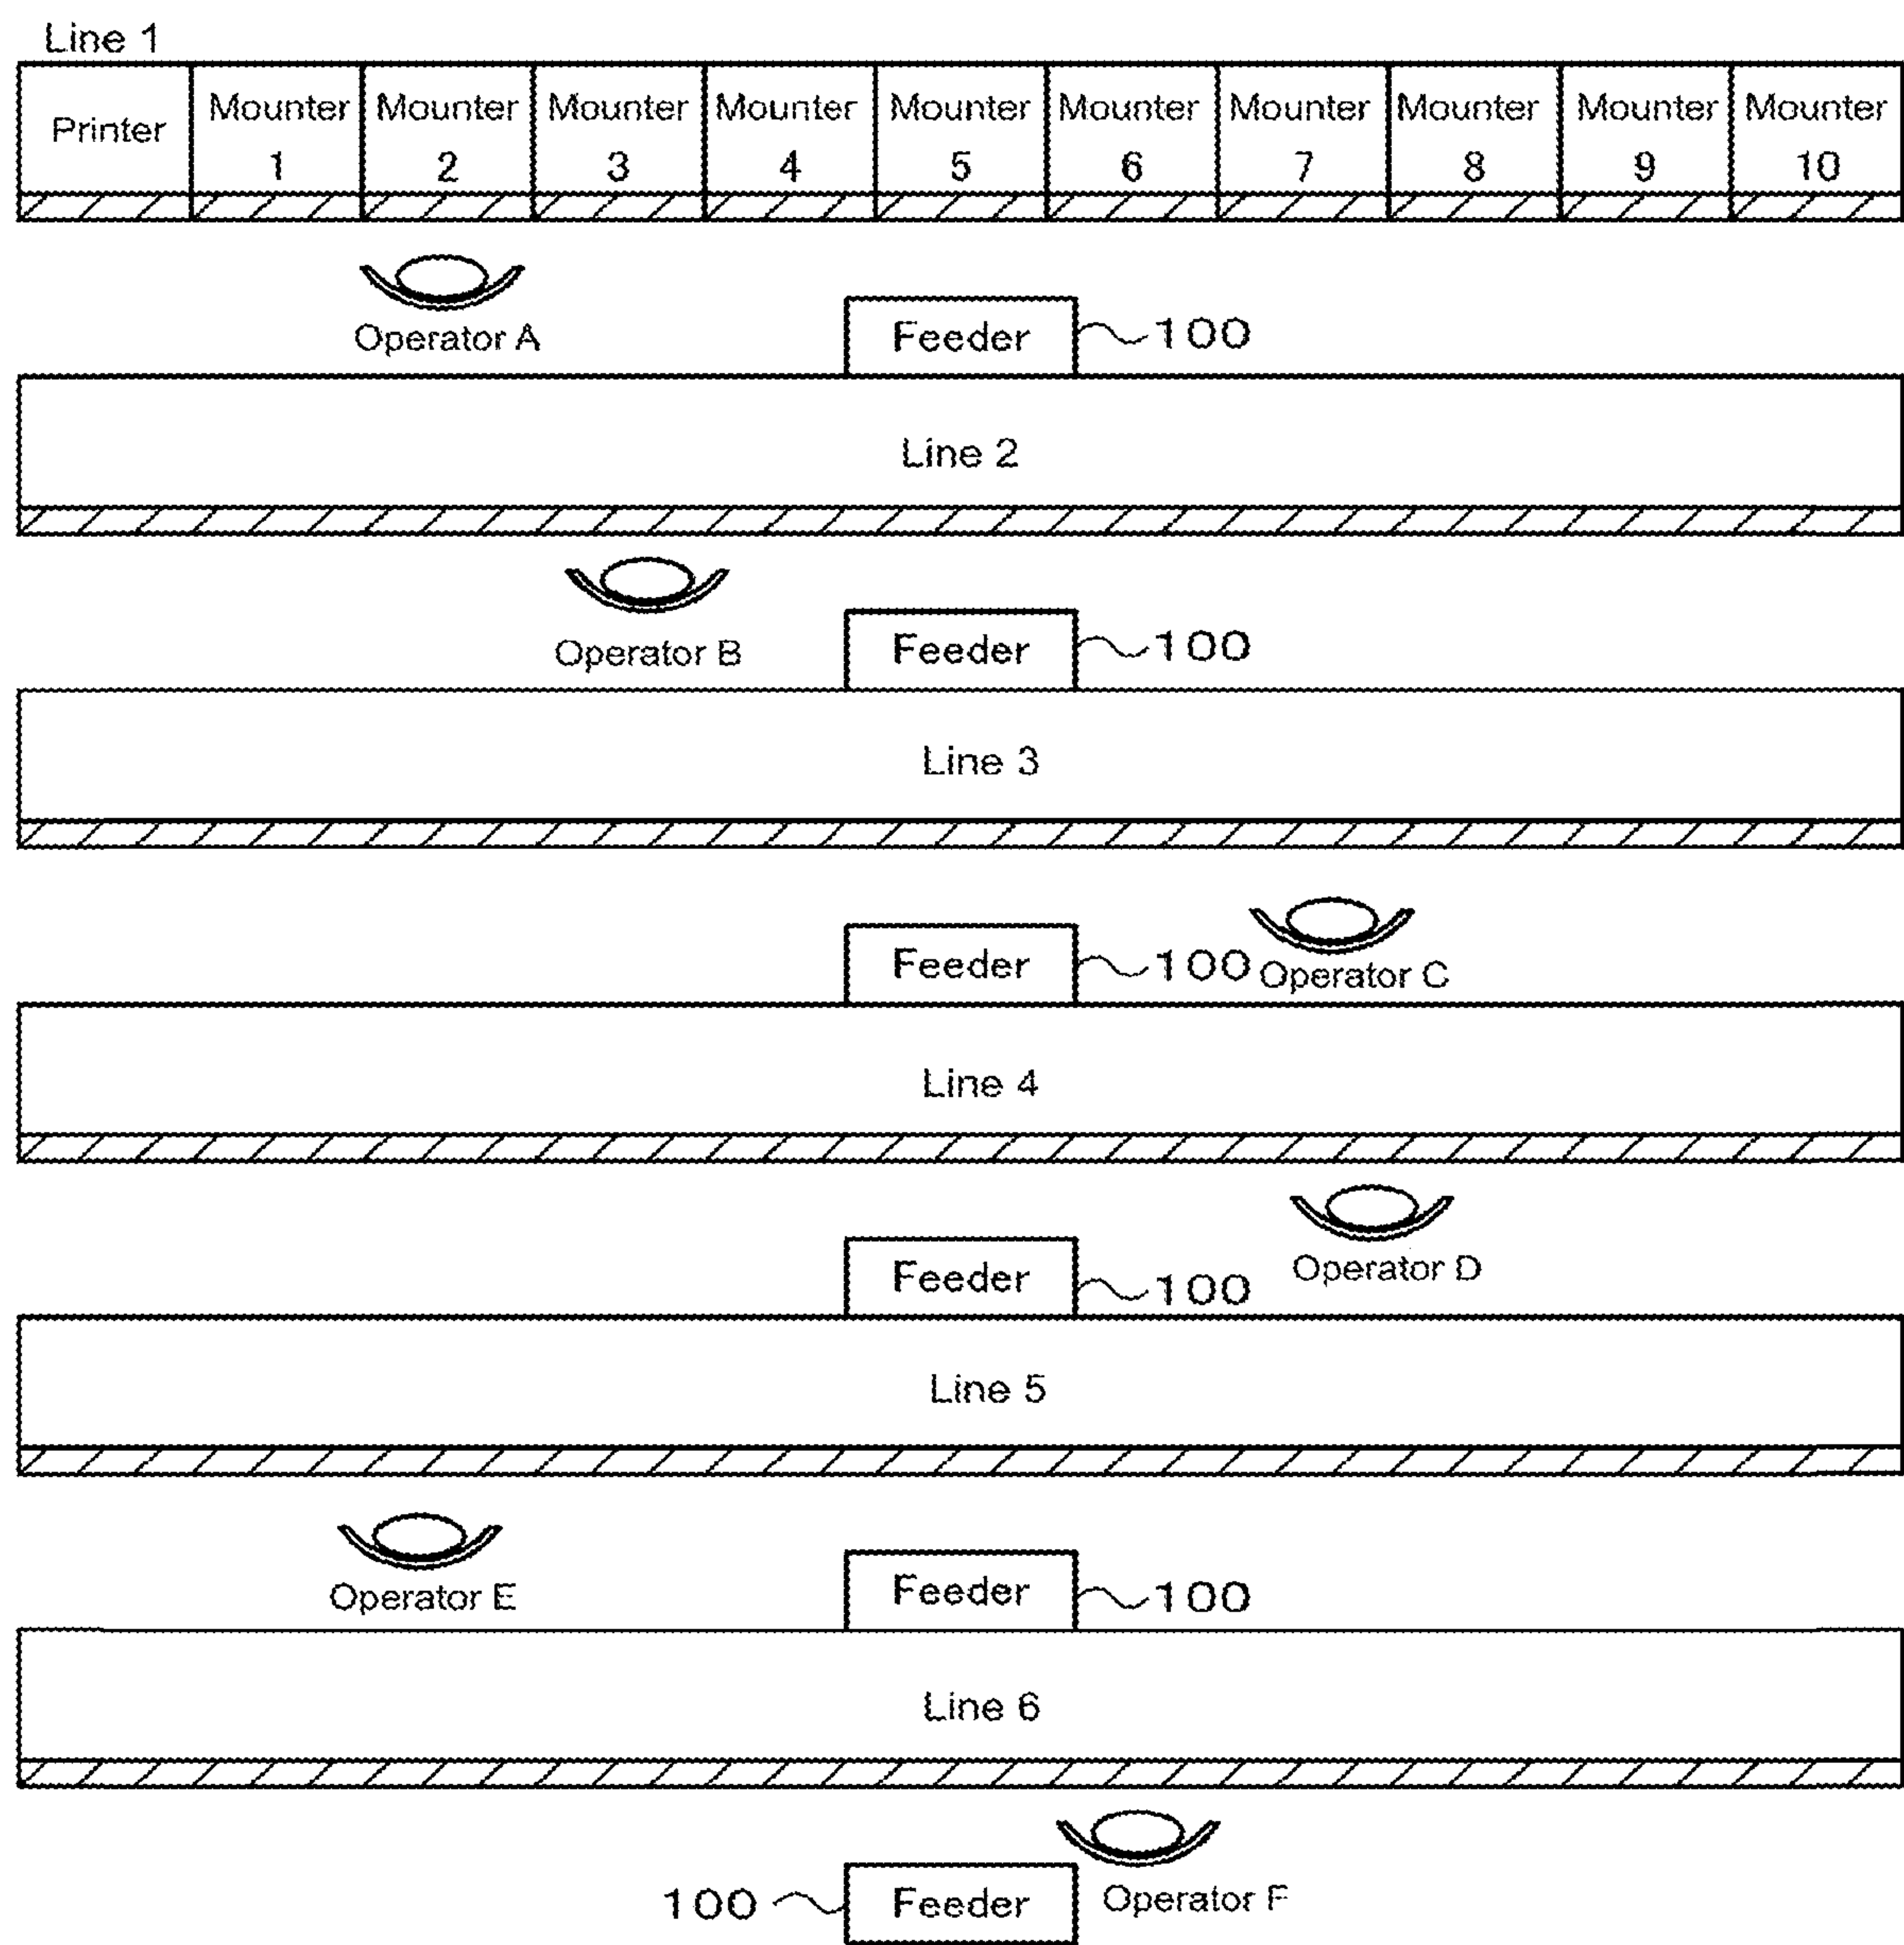 Line 1
Printer
Mounter 1
Mounter 2
Mounter 3
Mounter 4
Mounter 5
Mounter 6
Mounter 7
Mounter 8
Mounter 9
Mounter 10
Operator A
Feeder
100
Line 2
Operator B
Feeder
100
Line 3
Feeder
100
Operator C
Line 4
Feeder
100
Operator D
Line 5
Operator E
Feeder
100
Line 6
100
Feeder
Operator F